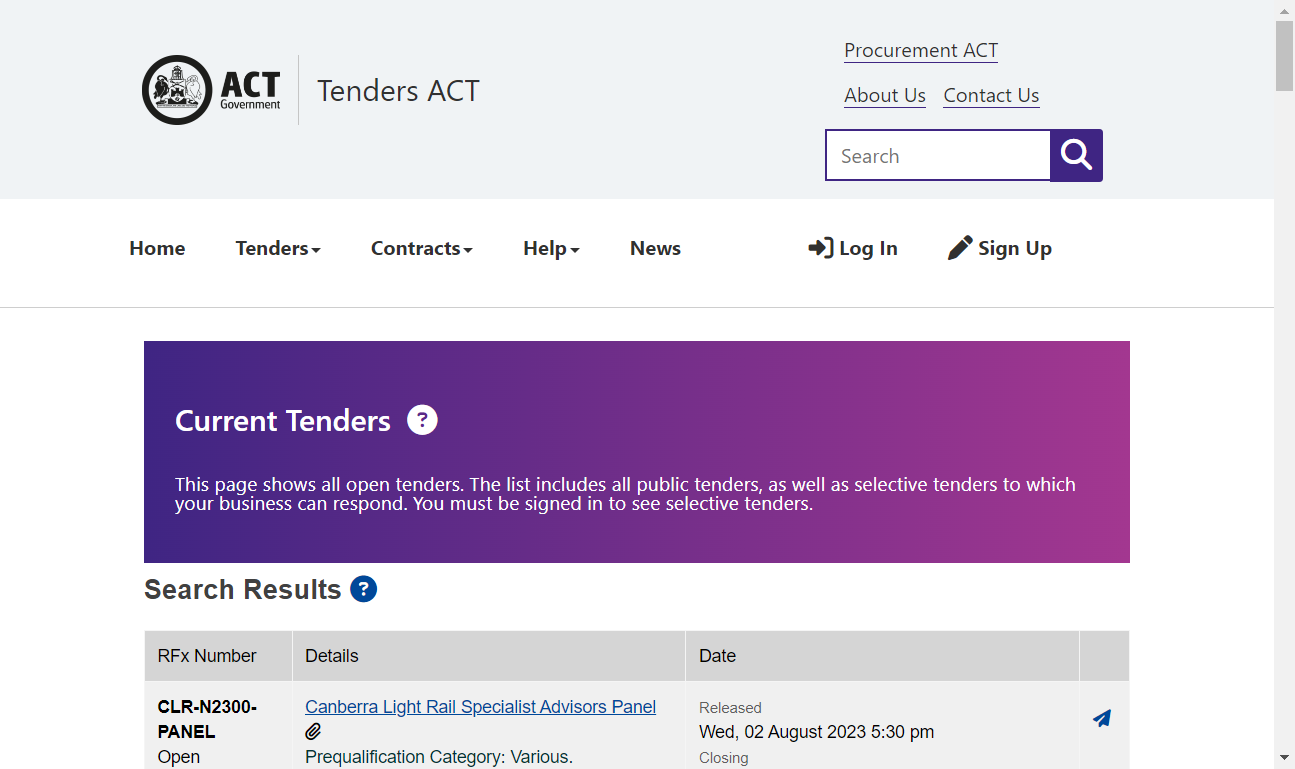 Procurement ACT
ACT
Government
Tenders ACT
About Us Contact Us
Search
Home Tenders Contracts Help News Log In Sign Up
Current Tenders ?
This page shows all open tenders. The list includes all public tenders, as well as selective tenders to which
your business can respond. You must be signed in to see selective tenders.
Search Results ?
RFx Number Details Date
CLR-N2300-
PANEL
Open
Canberra Light Rail Specialist Advisors Panel
Prequalification Category: Various.
Released
Wed, 02 August 2023 5:30 pm
Closing